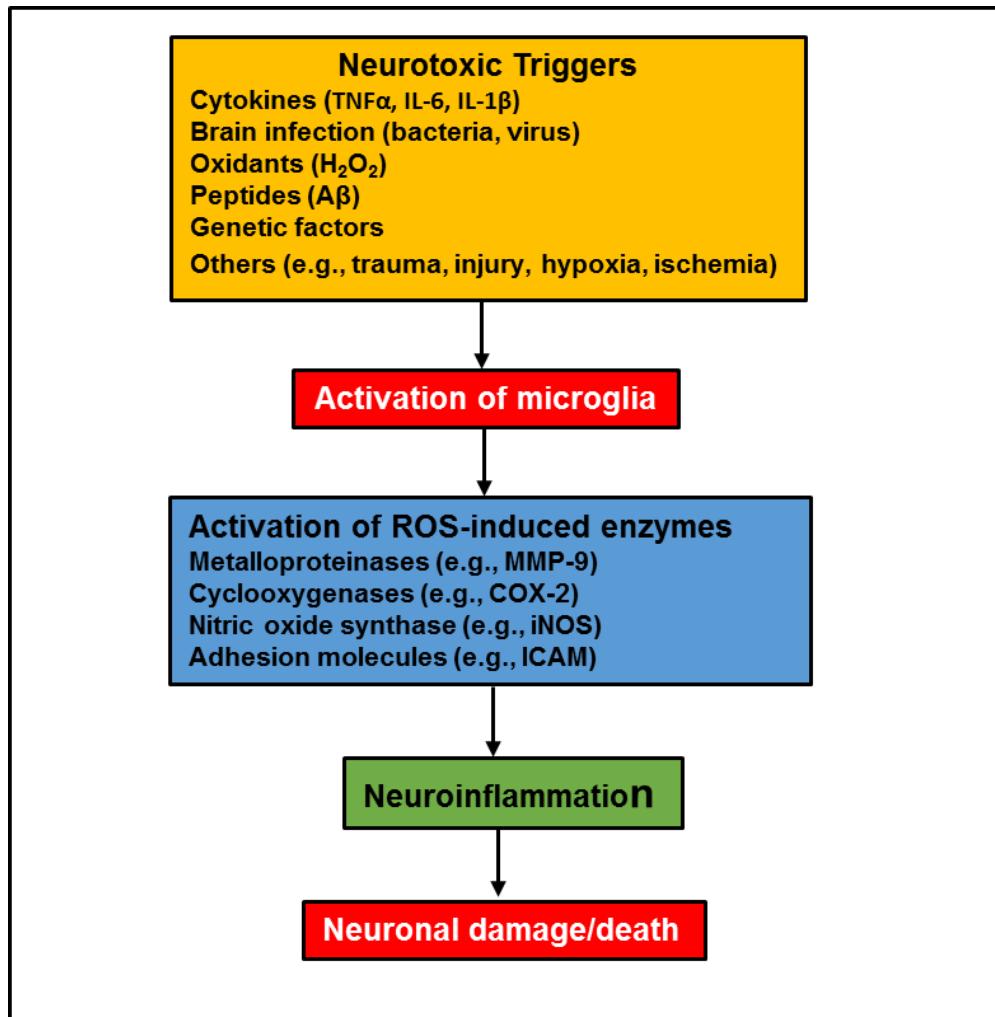 Neurotoxic Triggers
Cytokines (TNFα, IL-6, IL-1β)
Brain infection (bacteria, virus)
Oxidants (H₂O₂)
Peptides (Aβ)
Genetic factors
Others (e.g., trauma, injury, hypoxia, ischemia)
Activation of microglia
Activation of ROS-induced enzymes
Metalloproteinases (e.g., MMP-9)
Cyclooxygenases (e.g., COX-2)
Nitric oxide synthase (e.g., iNOS)
Adhesion molecules (e.g., ICAM)
Neuroinflammation
Neuronal damage/death